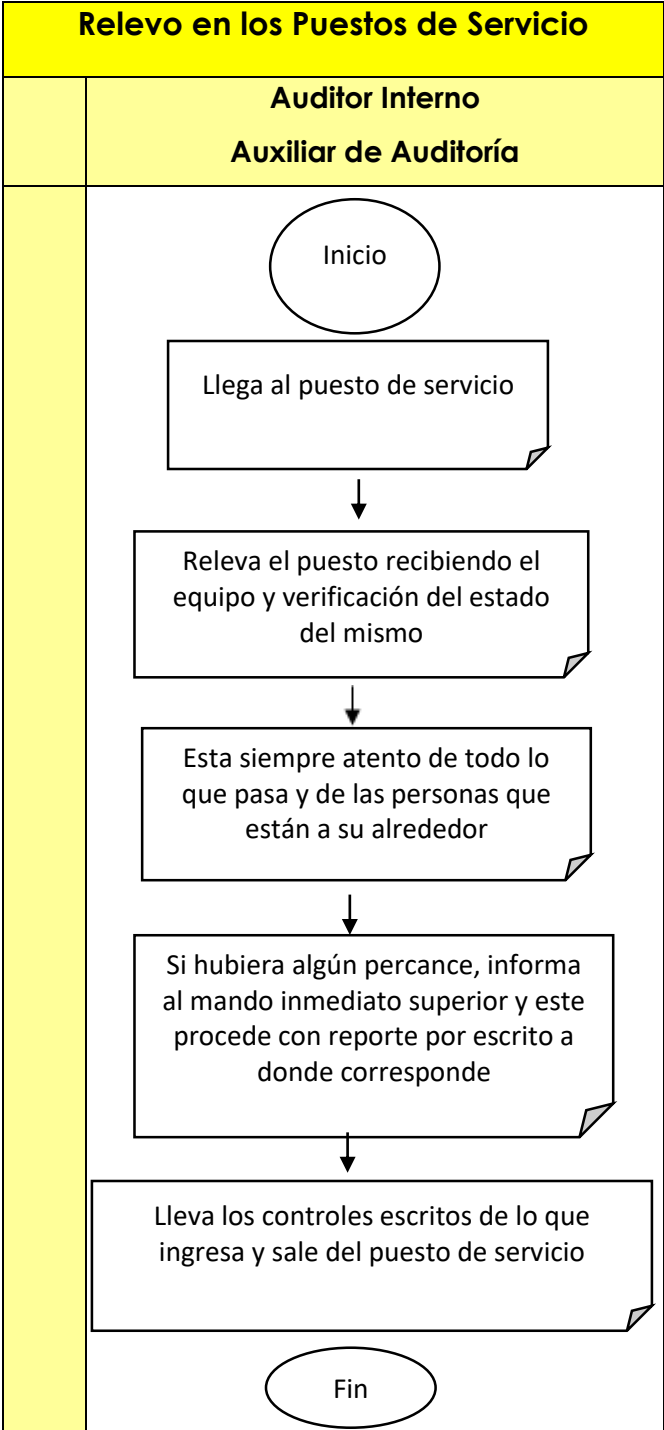 Relevo en los Puestos de Servicio
Auditor Interno
Auxiliar de Auditoría
Inicio
Llega al puesto de servicio
Releva el puesto recibiendo el
equipo y verificación del estado
del mismo
Esta siempre atento de todo lo
que pasa y de las personas que
están a su alrededor
Si hubiera algún percance, informa
al mando inmediato superior y este
procede con reporte por escrito a
donde corresponde
Lleva los controles escritos de lo que
ingresa y sale del puesto de servicio
Fin